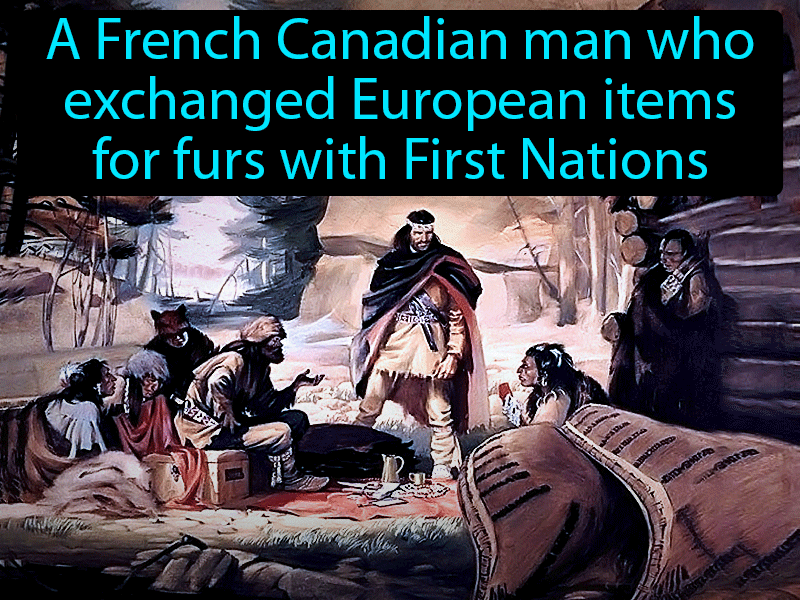 A French Canadian man who
exchanged European items
for furs with First Nations